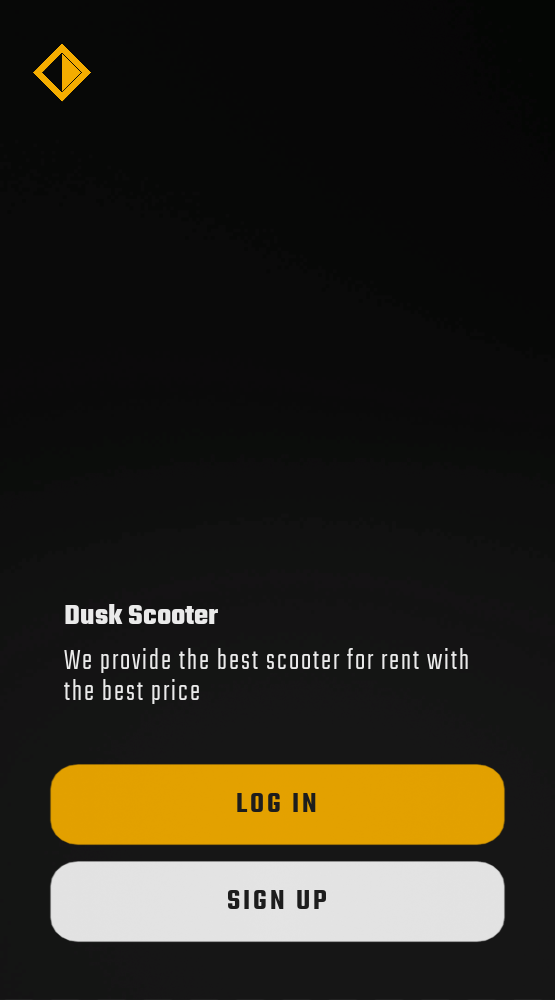 Dusk Scooter
We provide the best scooter for rent with
the best price
LOG IN
SIGN UP